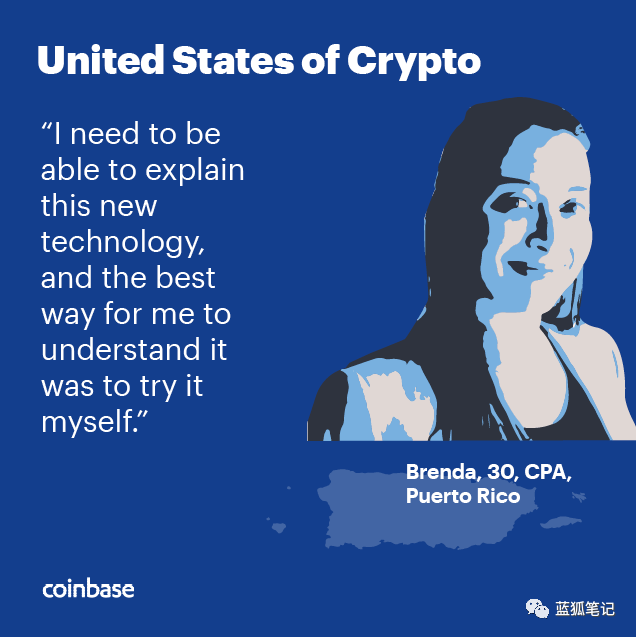 United States of Crypto
“I need to be
able to explain
this new
technology,
and the best
way for me to
understand it
was to try it
myself.”
Brenda, 30, CPA,
Puerto Rico
coinbase
蓝狐笔记